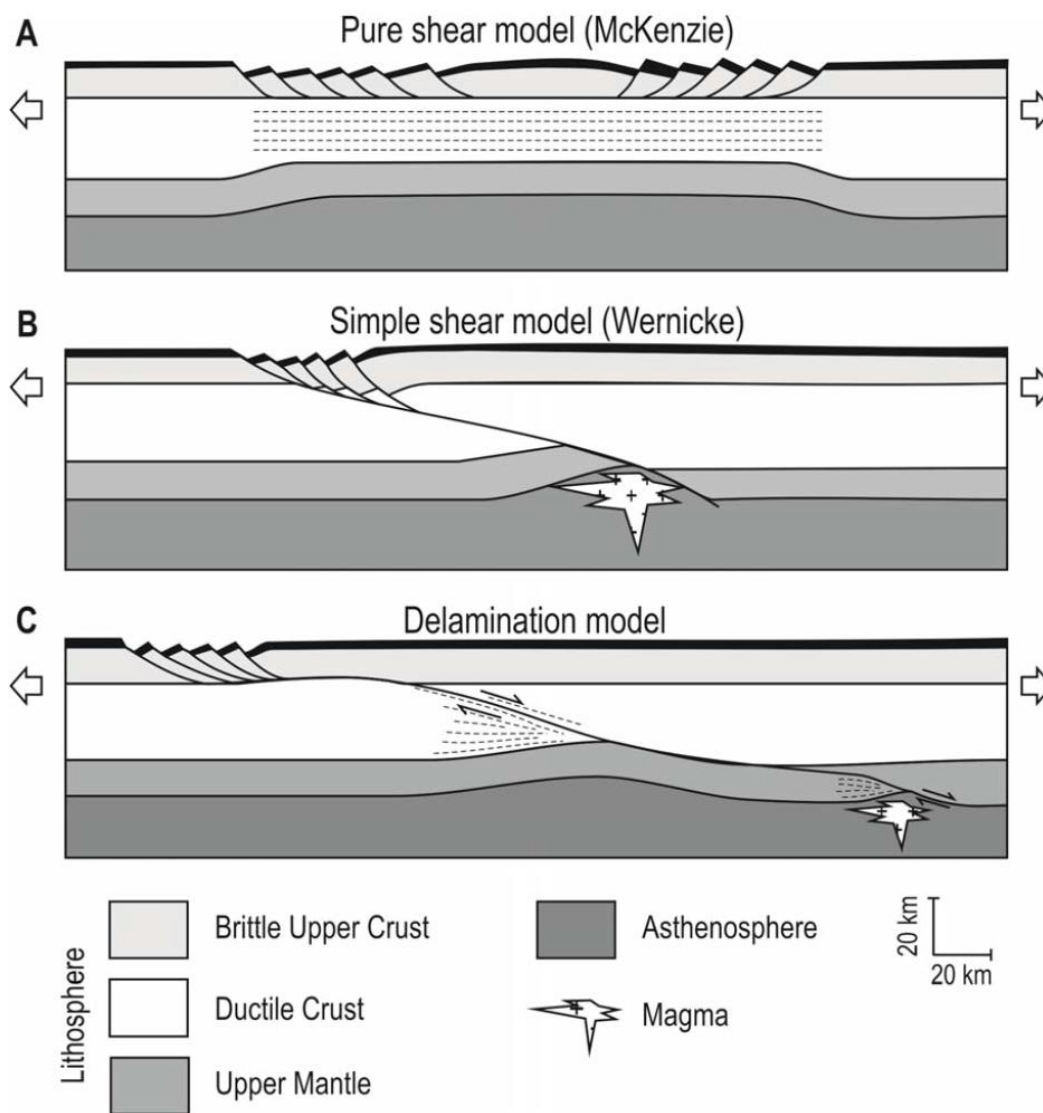 A
Pure shear model (McKenzie)
B
Simple shear model (Wernicke)
C
Delamination model
Lithosphere
Brittle Upper Crust
Ductile Crust
Upper Mantle
Asthenosphere
Magma
20 km
20 km